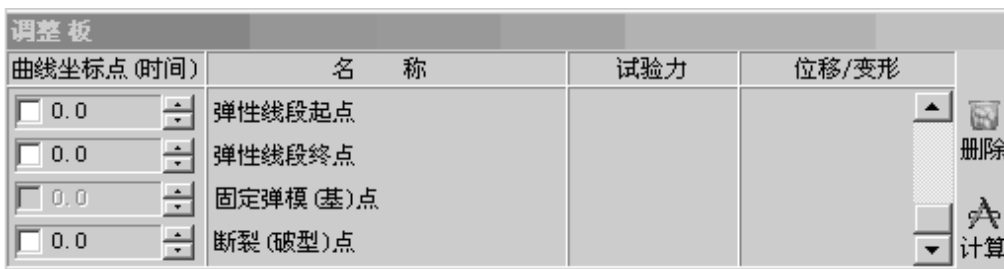 调整 板
曲线坐标点(时间) 名 称 试验力 位移/变形
0.0 弹性线段起点
0.0 弹性线段终点
0.0 固定弹模(基)点
0.0 断裂(破型)点
删除
计算